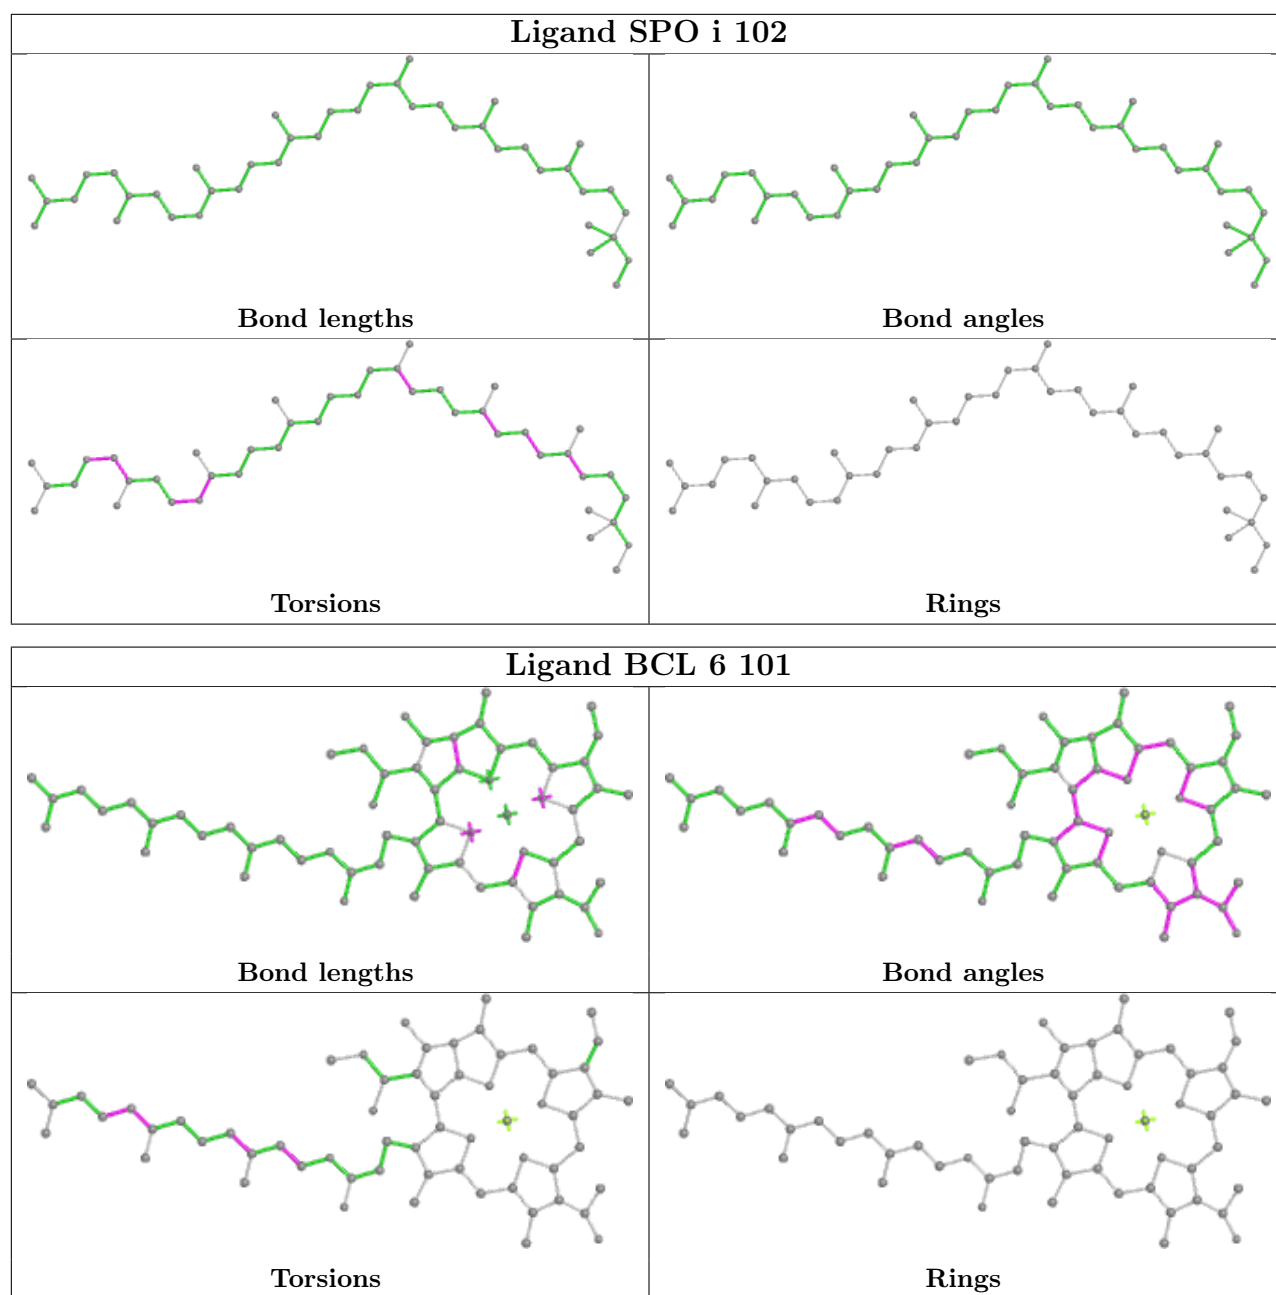 Ligand SPO i 102
Bond lengths
Bond angles
Torsions
Rings
Ligand BCL 6 101
Bond lengths
Bond angles
Torsions
Rings